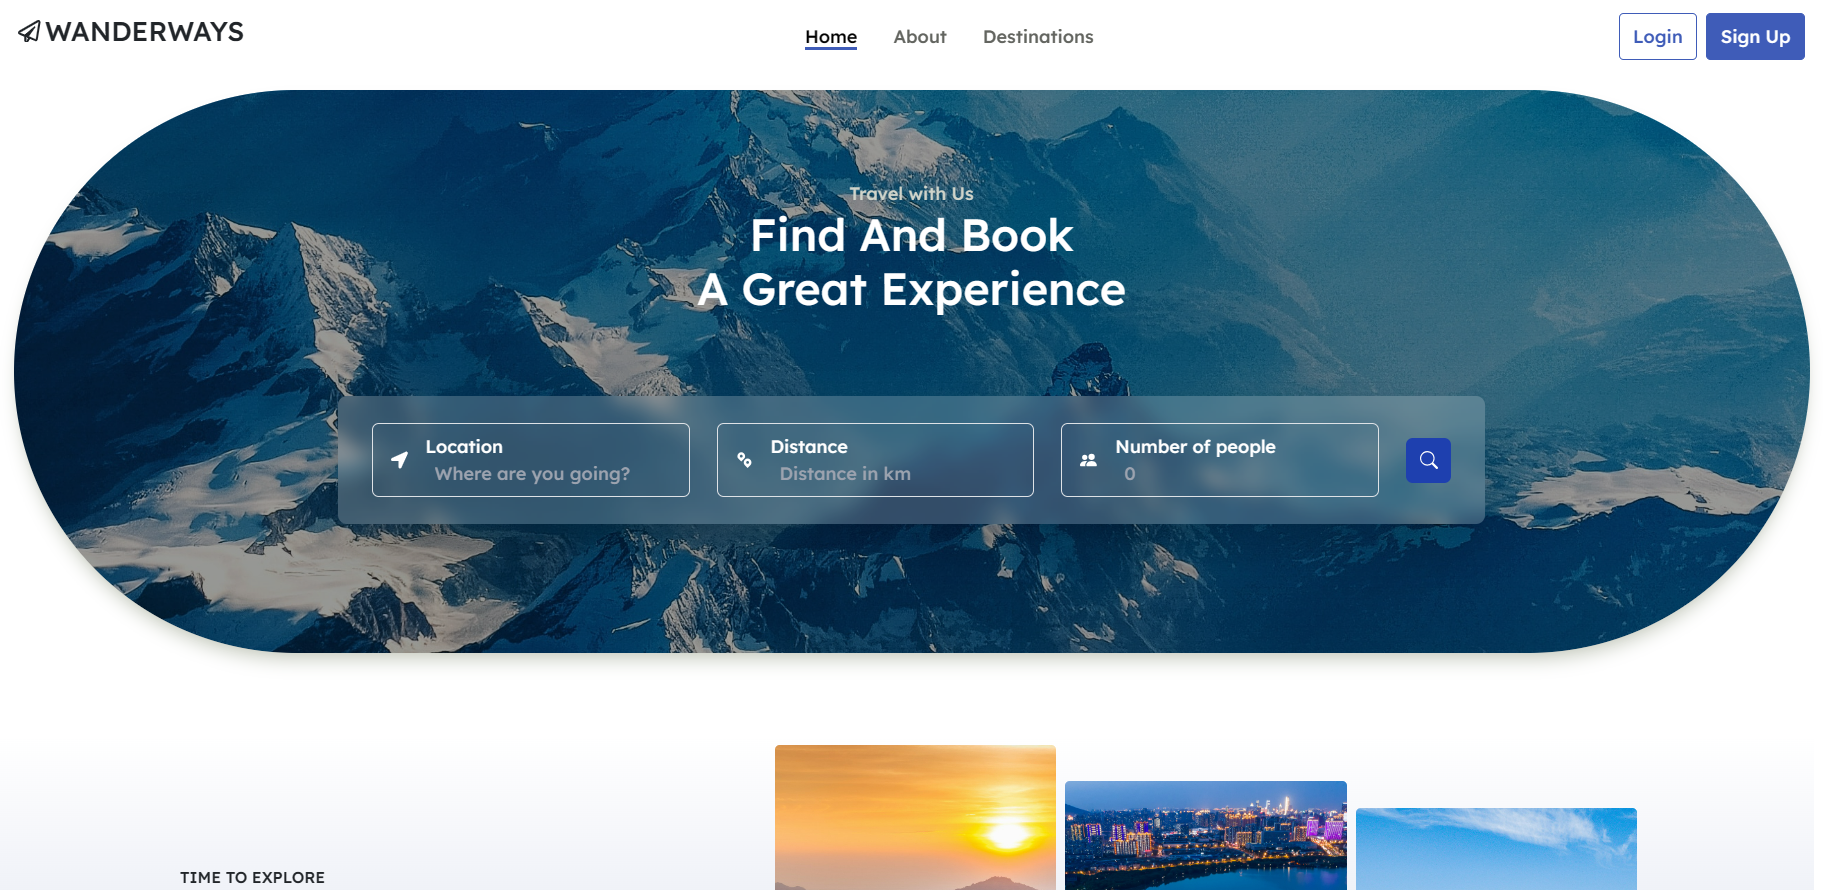 WANDERWAYS
Home About Destinations
Login Sign Up
Travel with Us
Find And Book
A Great Experience
Location
Where are you going?
Distance
Distance in km
Number of people
0
TIME TO EXPLORE